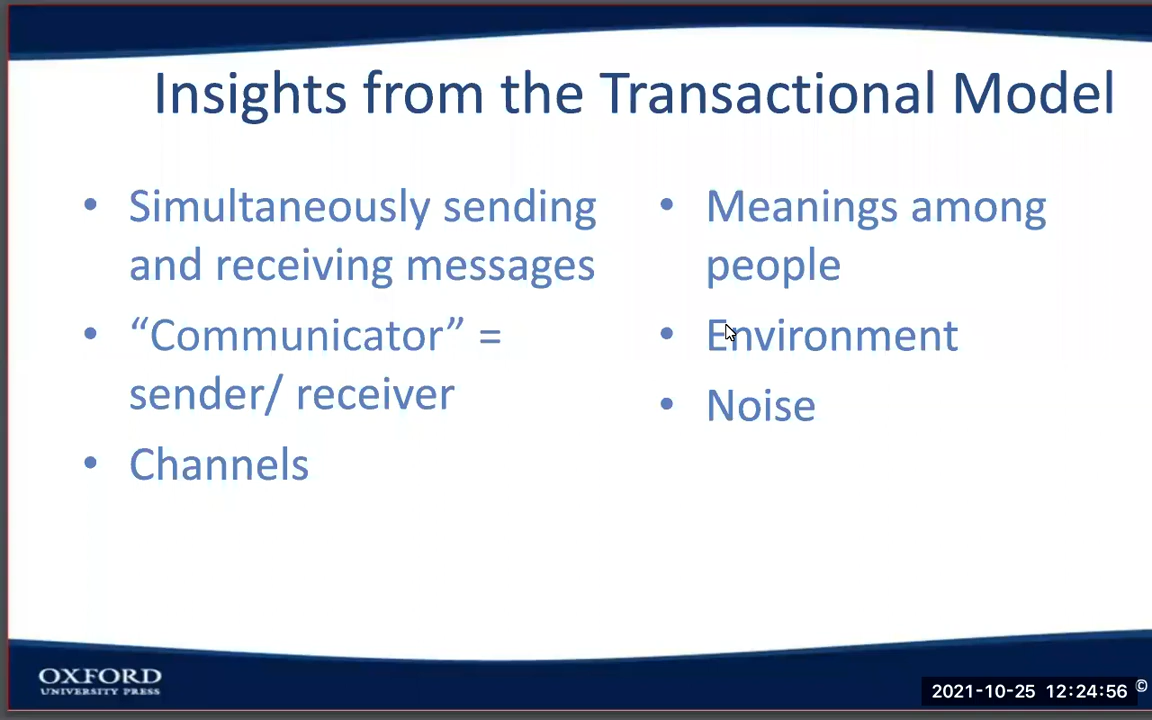 Insights from the Transactional Model
• Simultaneously sending
and receiving messages
• “Communicator” =
sender/ receiver
• Channels
• Meanings among
people
• Environment
• Noise
OXFORD
UNIVERSITY PRESS
2021-10-25 12:24:56
©